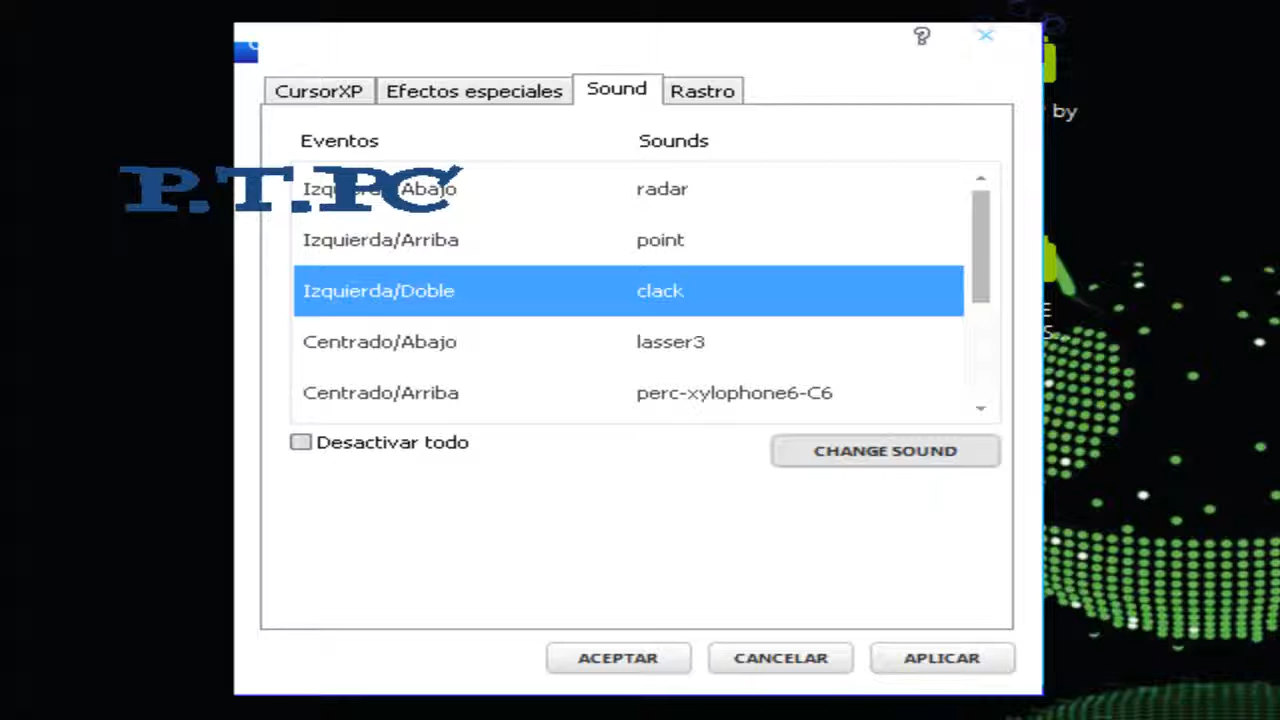 ?
by
CursorXP Efectos especiales Sound Rastro
Eventos Sounds
P.T.PC
Izquierda/Abajo radar
Izquierda/Arriba point
Izquierda/Doble clack
Centrado/Abajo lasser3
Centrado/Arriba perc-xylophone6-C6
Desactivar todo CHANGE SOUND
ACEPTAR CANCELAR APLICAR